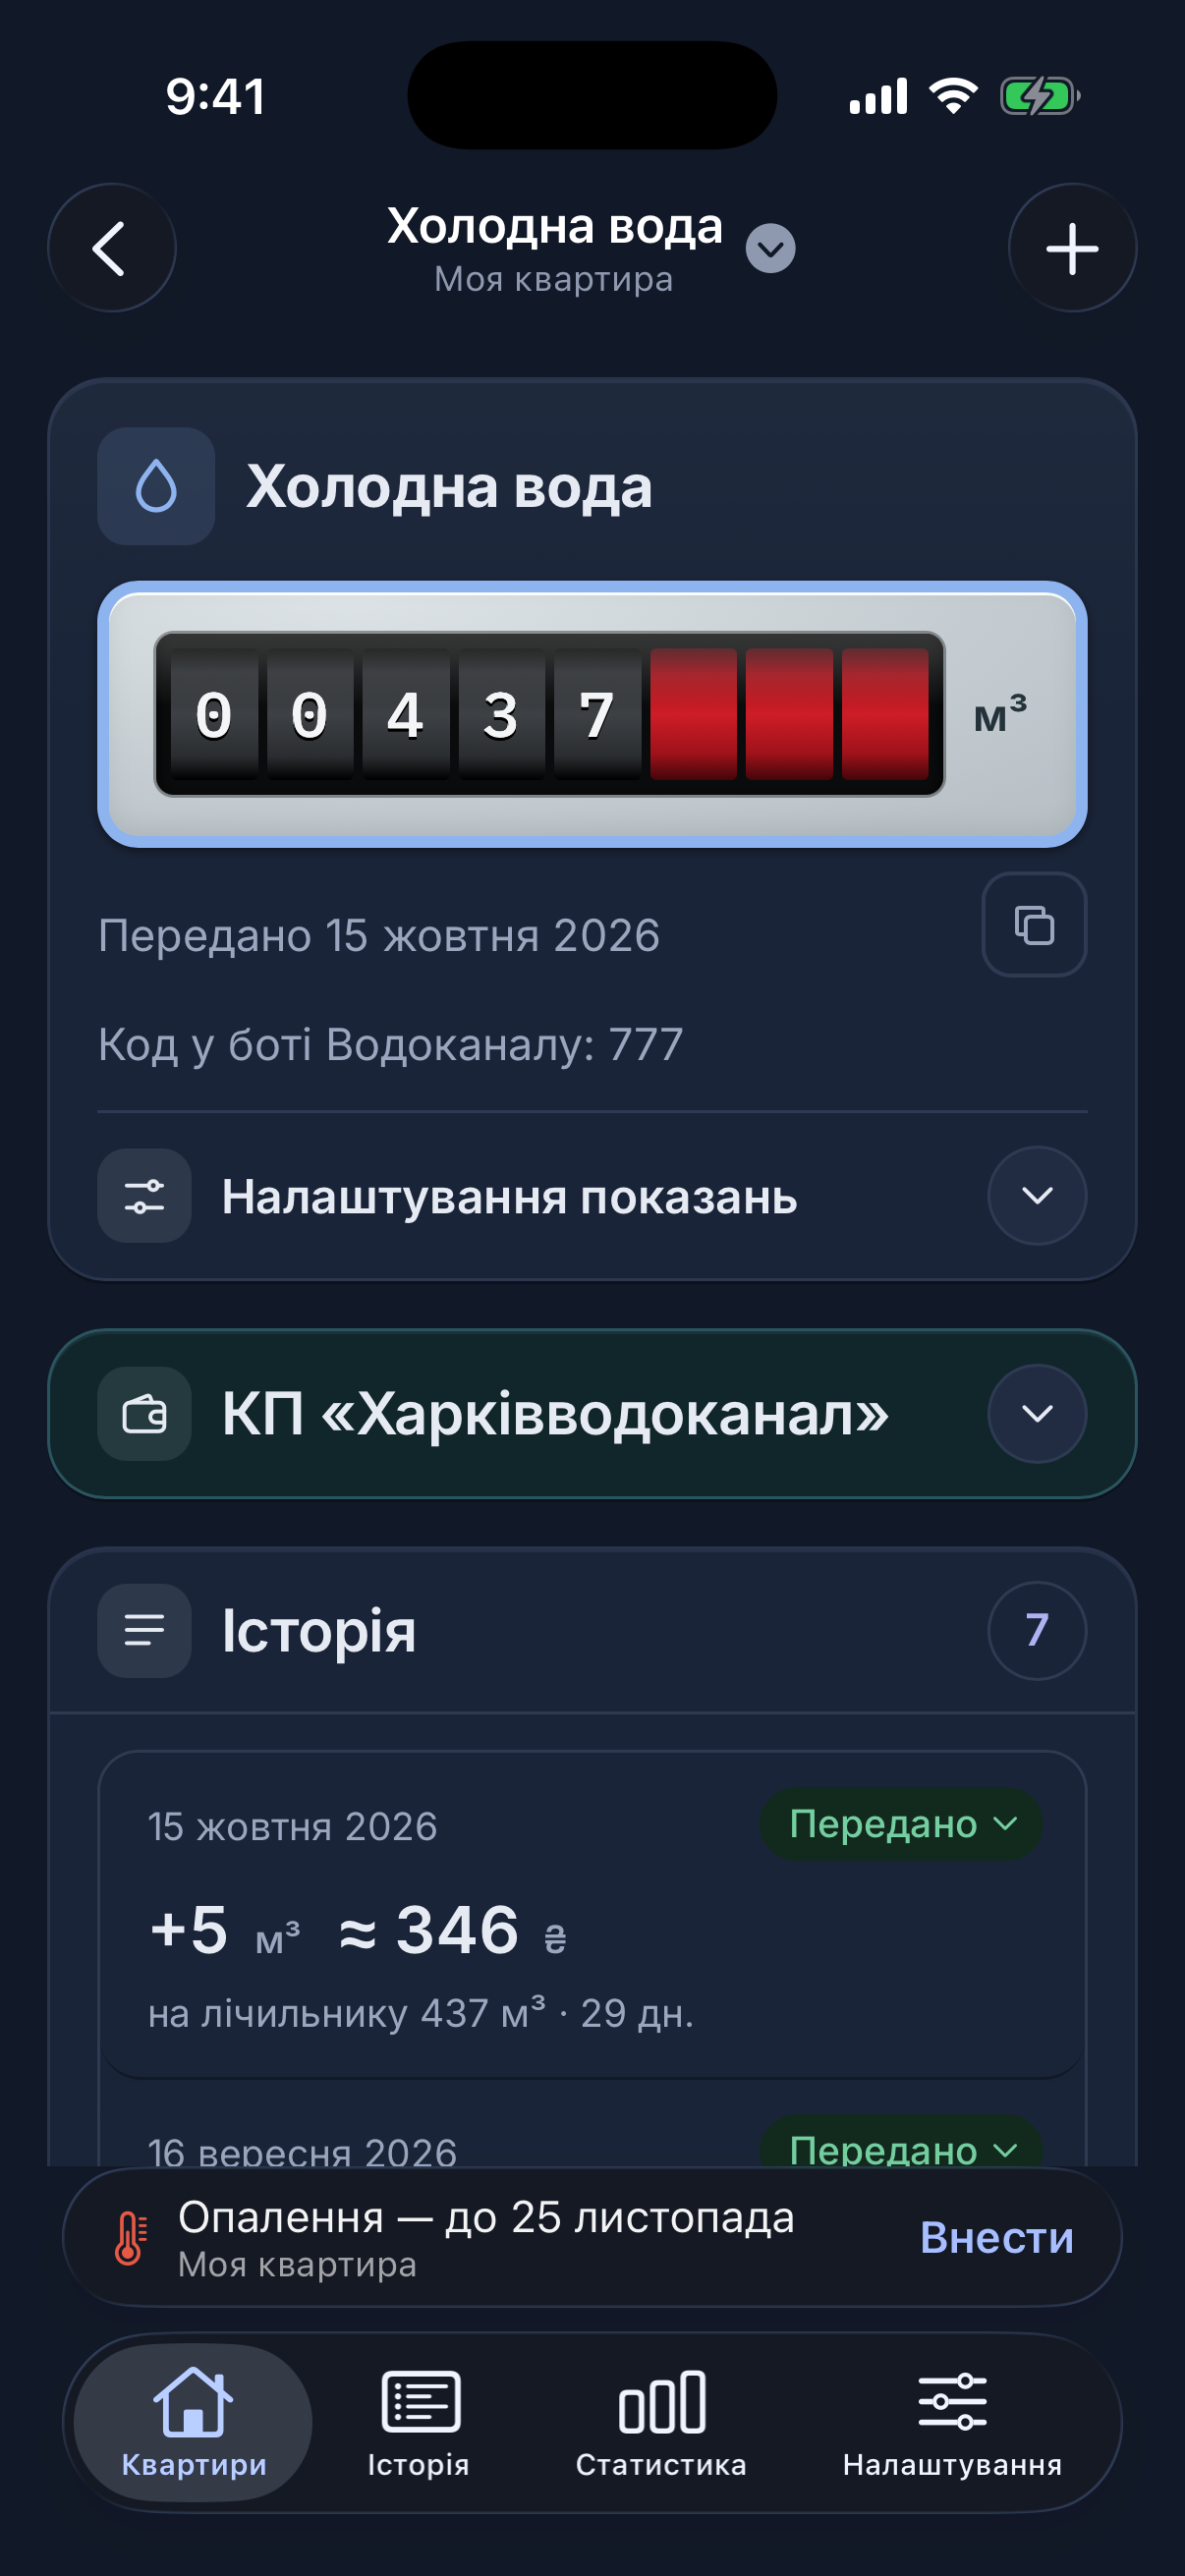 9:41
Холодна вода
Моя квартира
Холодна вода
0 0 4 3 7 м³
Передано 15 жовтня 2026
Код у боті Водоканалу: 777
Налаштування показань
КП «Харківводоканал»
Історія 7
15 жовтня 2026 Передано
+5 м³ ≈ 346 ₴
на лічильнику 437 м³ · 29 дн.
16 вересня 2026 Передано
Опалення — до 25 листопада
Моя квартира
Внести
Квартири Історія Статистика Налаштування